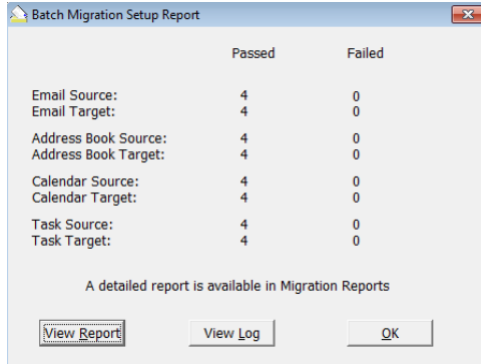 Batch Migration Setup Report
Passed Failed
Email Source: 4 0
Email Target: 4 0
Address Book Source: 4 0
Address Book Target: 4 0
Calendar Source: 4 0
Calendar Target: 4 0
Task Source: 4 0
Task Target: 4 0
A detailed report is available in Migration Reports
View Report View Log OK